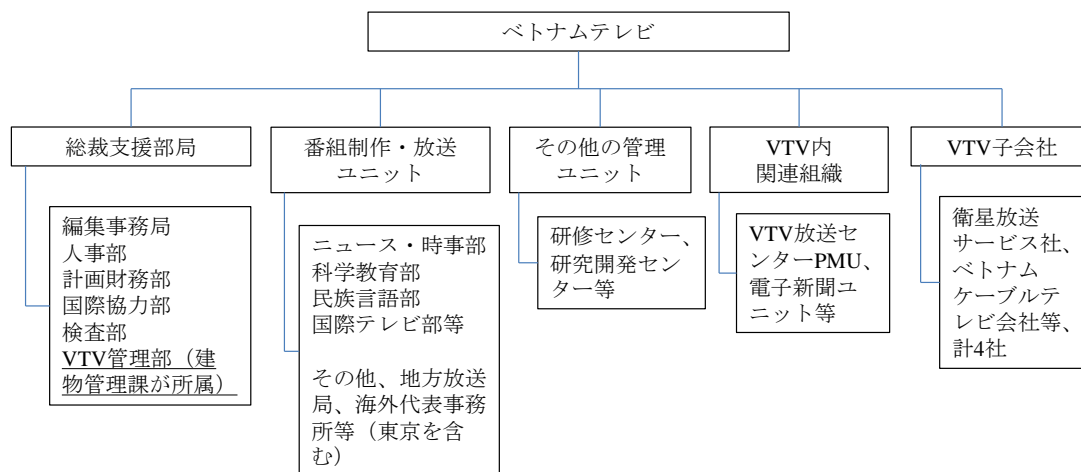 ベトナムテレビ
総裁支援部局
編集事務局
人事部
計画財務部
国際協力部
検査部
VTV管理部（建
物管理課が所属）
番組制作・放送
ユニット
ニュース・時事部
科学教育部
民族言語部
国際テレビ部等
その他、地方放送
局、海外代表事務
所等（東京を含
む）
その他の管理
ユニット
研修センター、
研究開発セン
ター等
VTV内
関連組織
VTV放送セ
ンターPMU、
電子新聞ユ
ニット等
VTV子会社
衛星放送
サービス社、
ベトナム
ケーブルテ
レビ会社等、
計4社